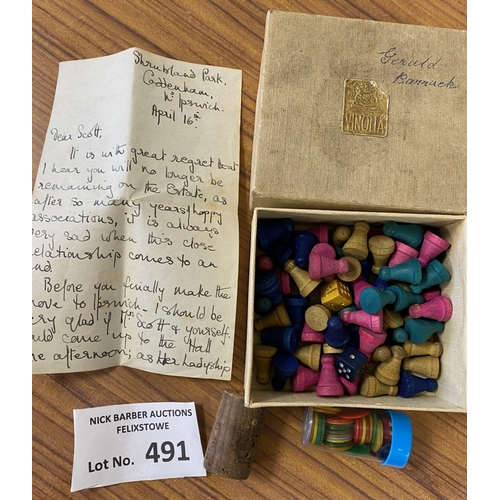 Shrubland Park,
Coddenham,
Nr Ipswich.
April 16th
Dear Scott,
It is with great regret that
I hear you will no longer be
remaining on the Estate, as
after so many years happy
associations, it is always
very sad when this close
relationship comes to an
end.
Before you finally make the
move to Ipswich - I should be
very glad if Mrs Scott & yourself
could come up to the Hall
one afternoon; as Her Ladyship
Gerald
Barrack
VINOLIA
NICK BARBER AUCTIONS
FELIXSTOWE
Lot No. 491